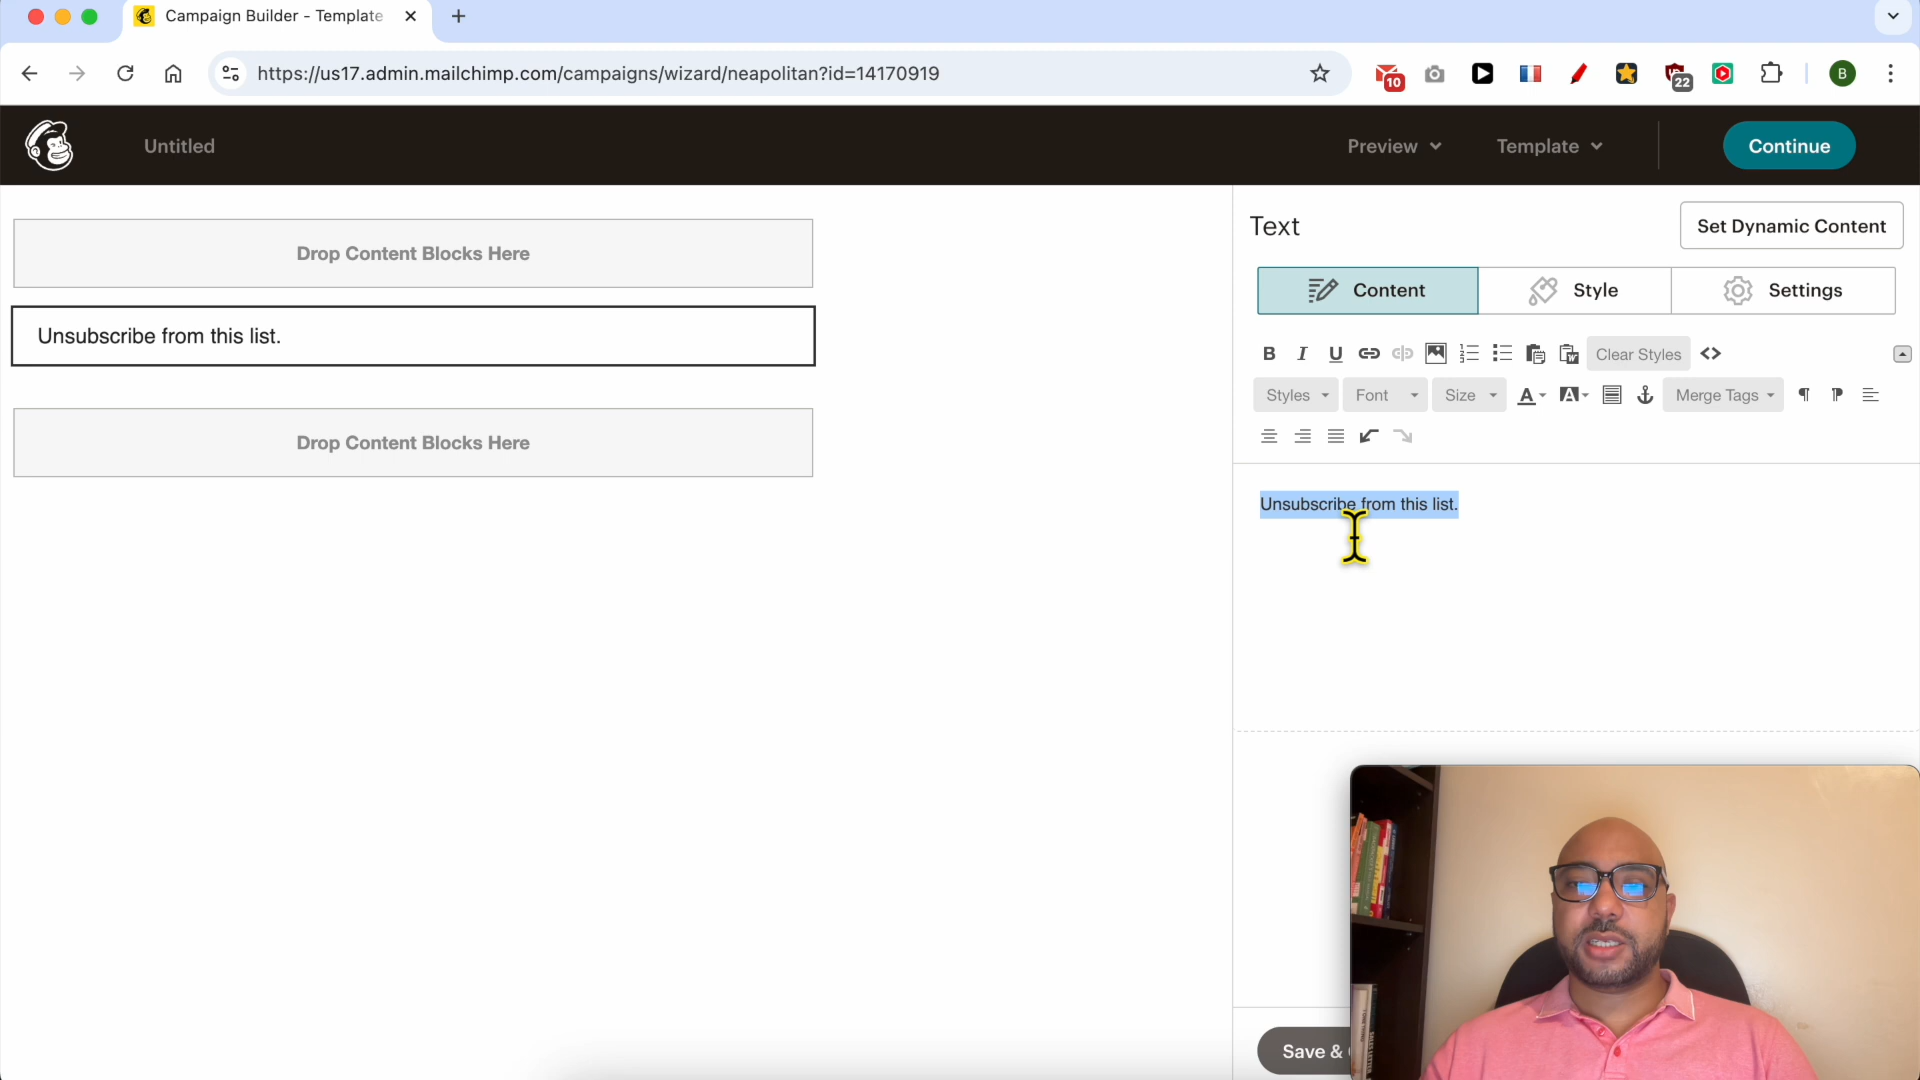 Campaign Builder - Template
https://us17.admin.mailchimp.com/campaigns/wizard/neapolitan?id=14170919
10
22
B
Untitled
Preview
Template
Continue
Drop Content Blocks Here
Unsubscribe from this list.
Drop Content Blocks Here
Text
Set Dynamic Content
Content
Style
Settings
B I U
Clear Styles
Styles
Font
Size
A
A
Merge Tags
Unsubscribe from this list.
Save &